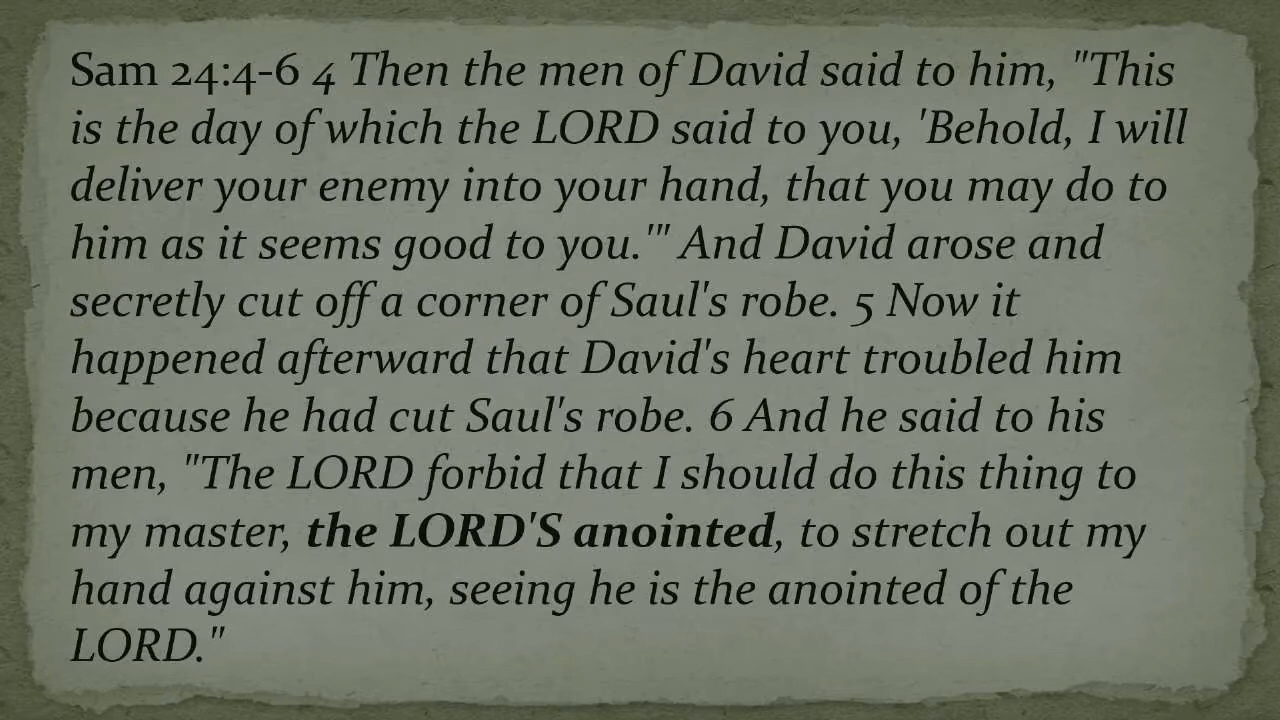 Sam 24:4-6 4 Then the men of David said to him, "This
is the day of which the LORD said to you, 'Behold, I will
deliver your enemy into your hand, that you may do to
him as it seems good to you.'" And David arose and
secretly cut off a corner of Saul's robe. 5 Now it
happened afterward that David's heart troubled him
because he had cut Saul's robe. 6 And he said to his
men, "The LORD forbid that I should do this thing to
my master, the LORD'S anointed, to stretch out my
hand against him, seeing he is the anointed of the
LORD."